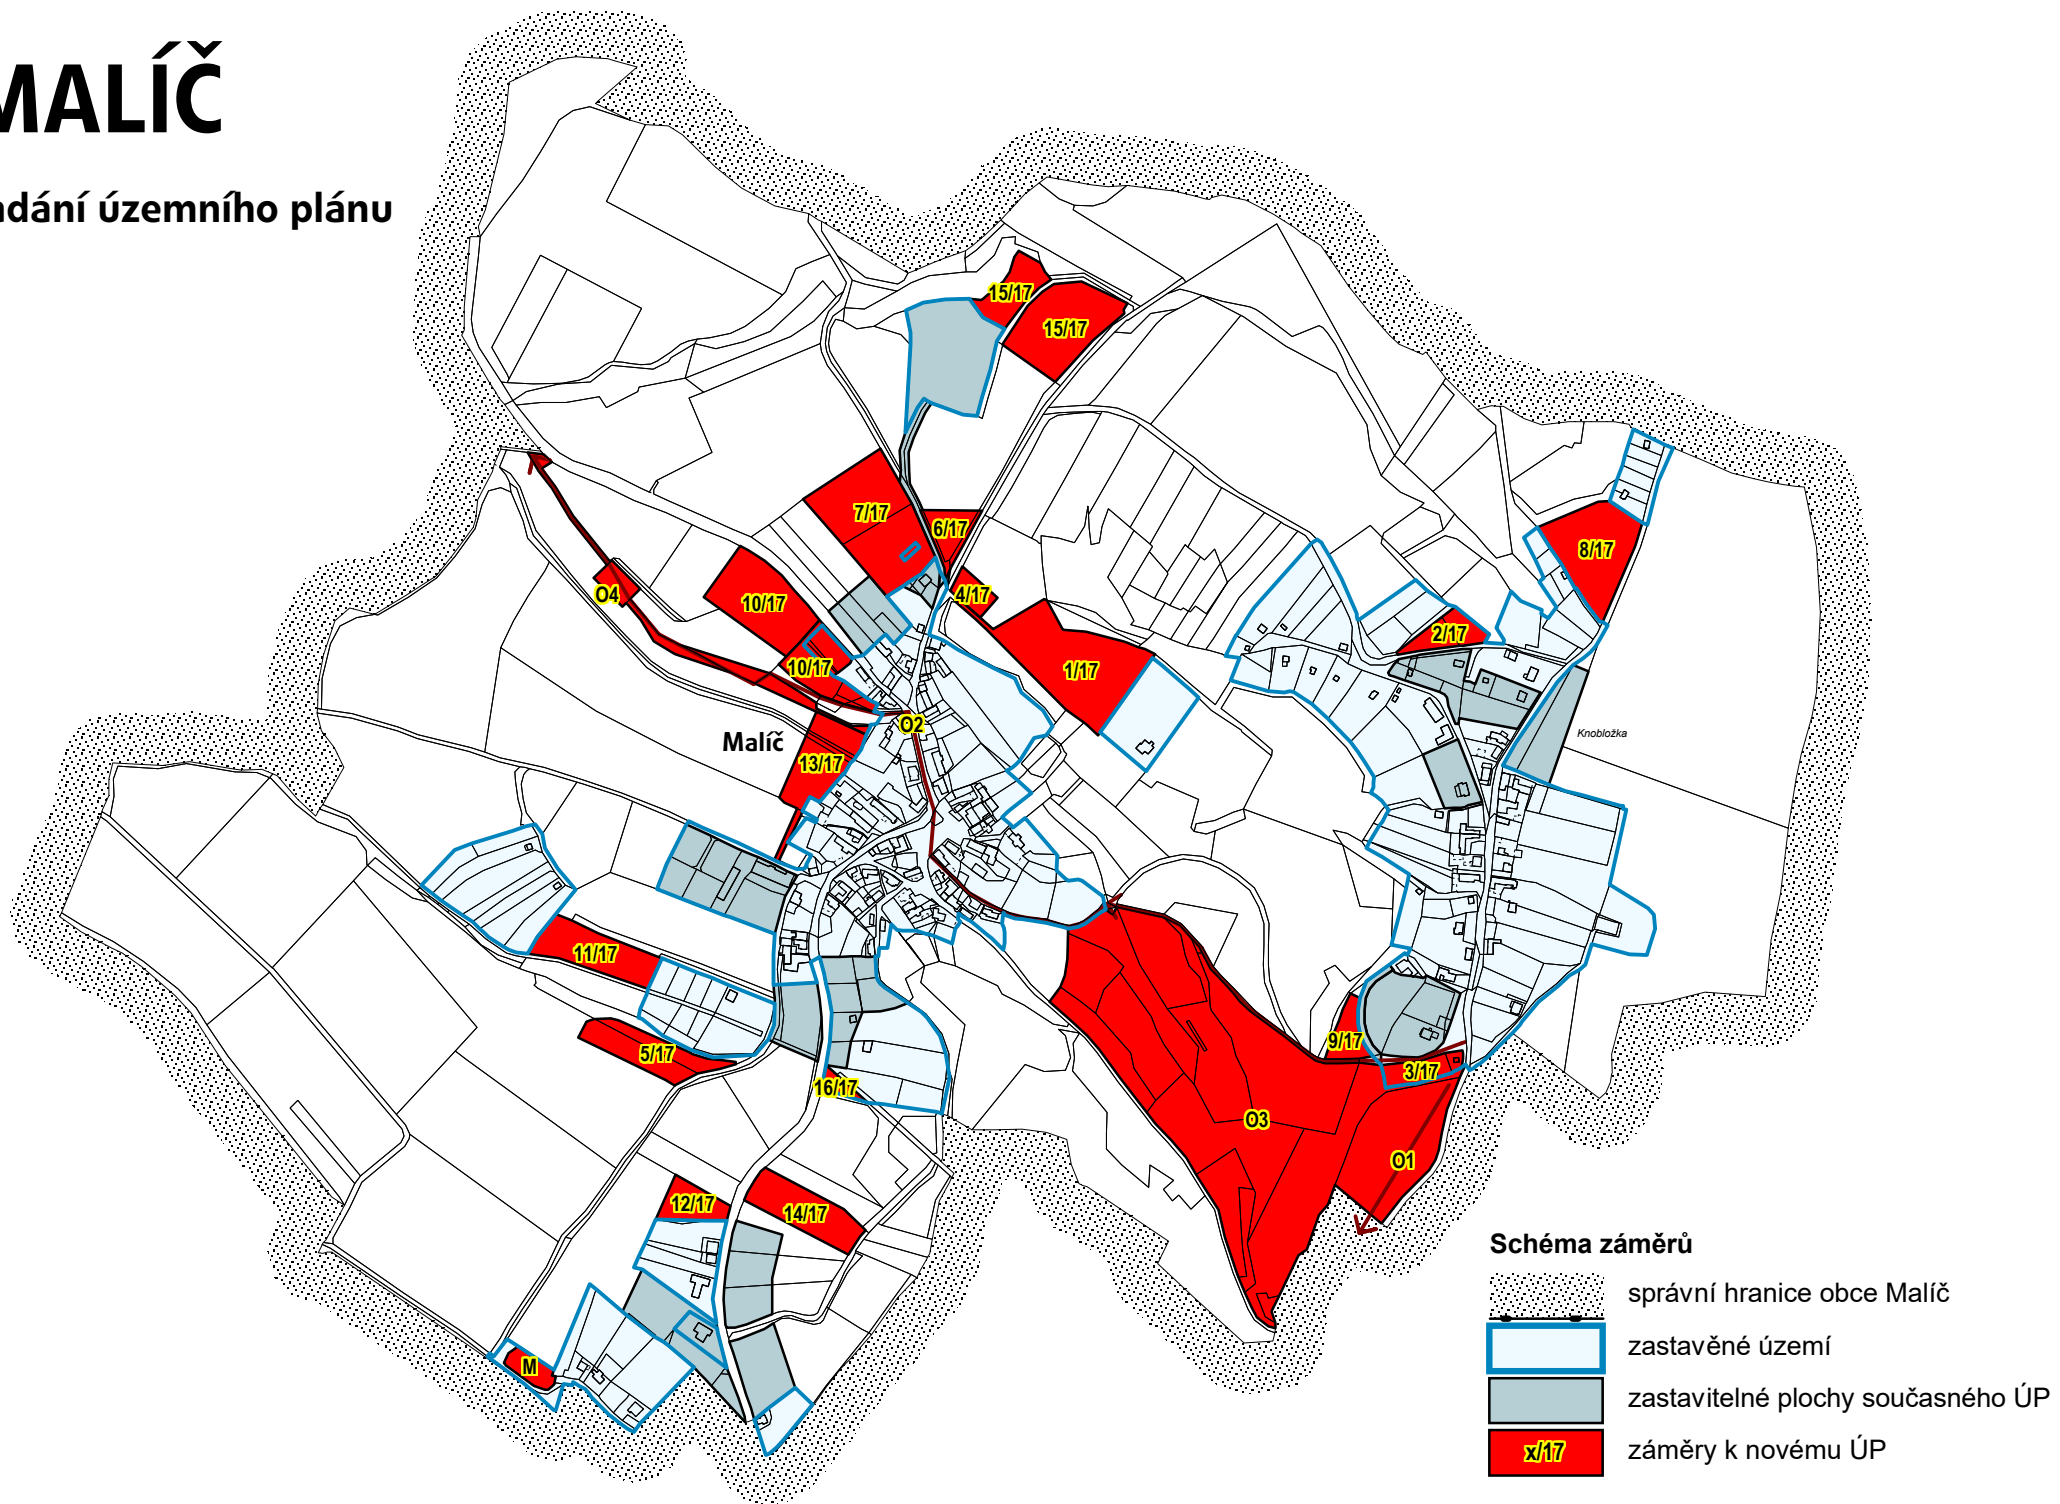 MALÍČ
adání územního plánu
15/17
15/17
7/17
6/17
8/17
O4
10/17
4/17
2/17
10/17
1/17
O2
Knobložka
Malíč
13/17
11/17
9/17
5/17
3/17
16/17
O3
O1
12/17
14/17
M
Schéma záměrů
správní hranice obce Malíč
zastavěné území
zastavitelné plochy současného ÚP
x/17 záměry k novému ÚP